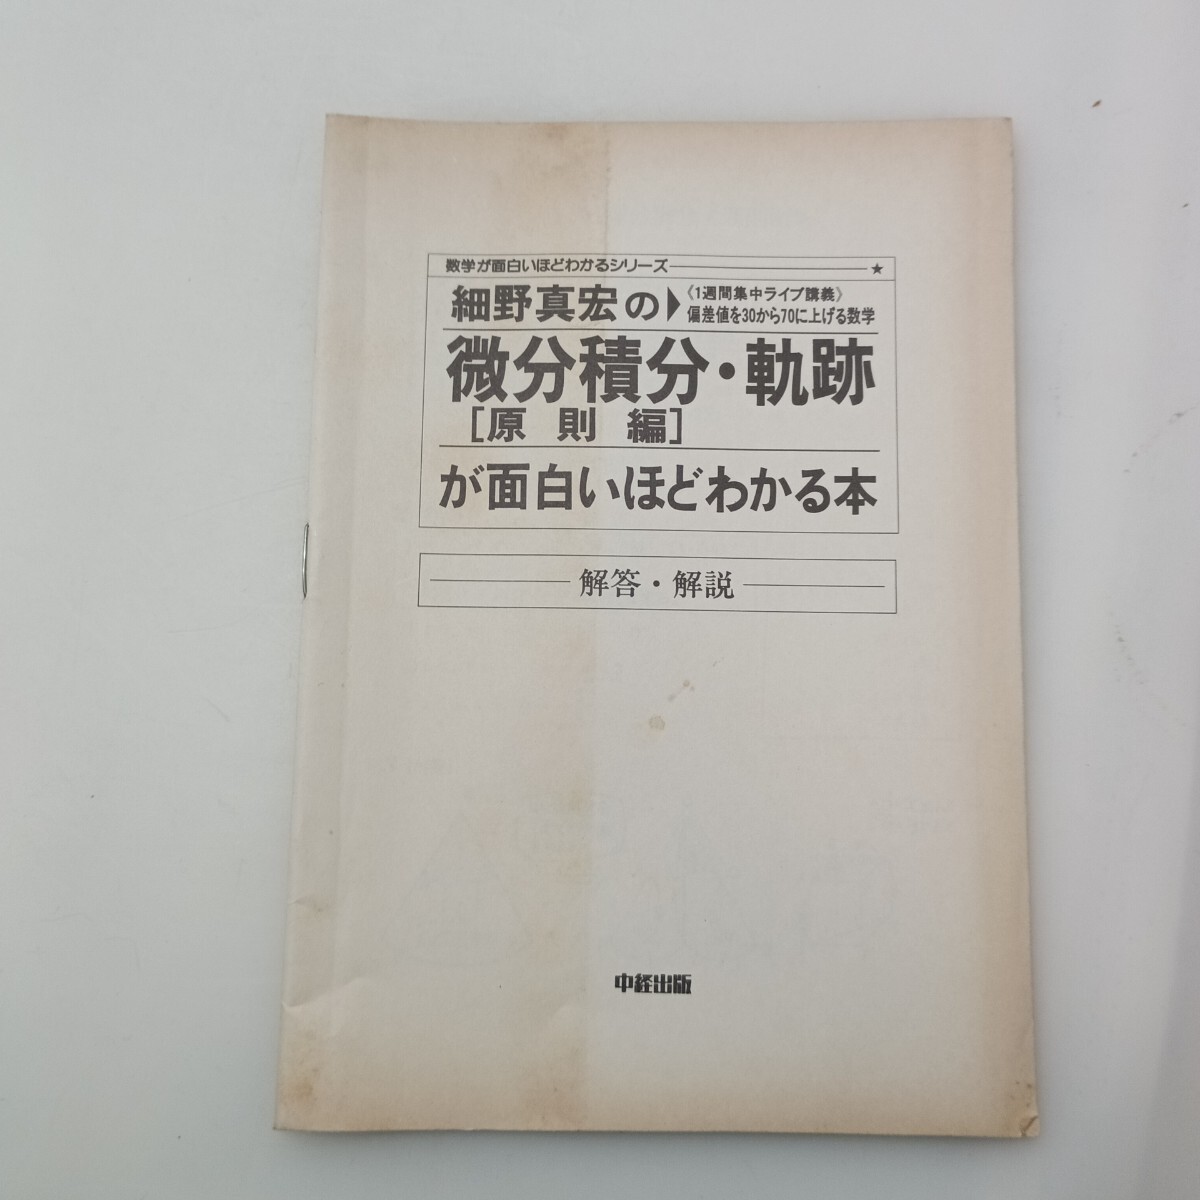 数学が面白いほどわかるシリーズ ★
細野真宏の▶
《1週間集中ライブ講義》
偏差値を30から70に上げる数学
微分積分・軌跡
[原則編]
が面白いほどわかる本
解答・解説
中経出版